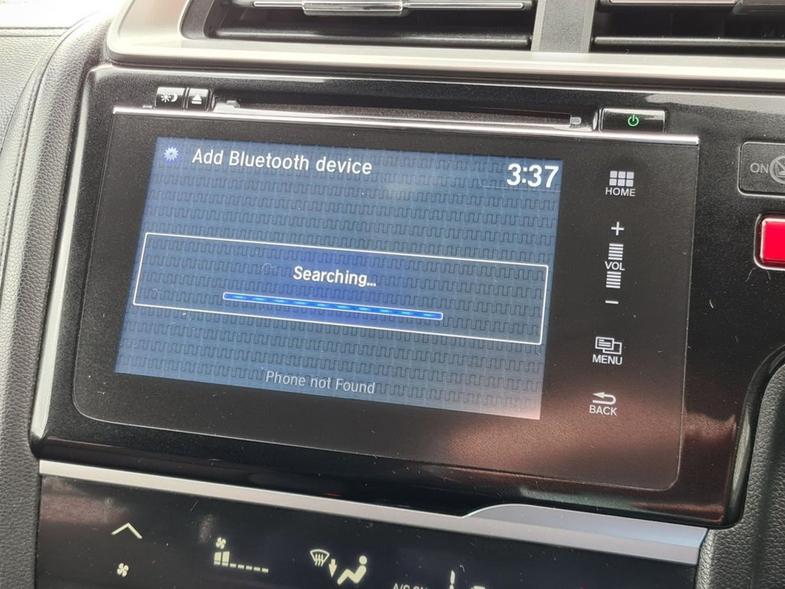 Add Bluetooth device
3:37
HOME
+
VOL
−
Searching...
MENU
Phone not Found
BACK
ON